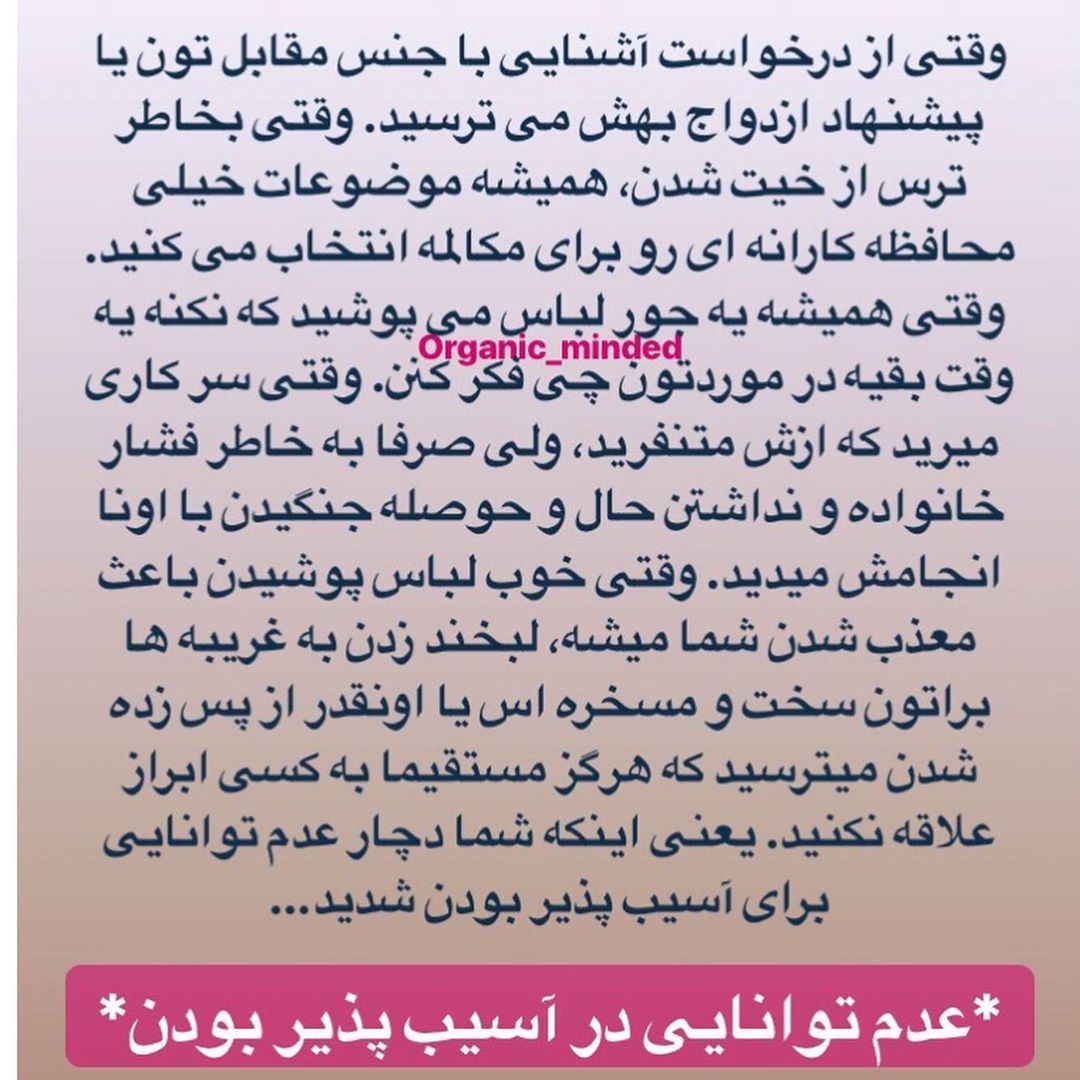 وقتی از درخواست آشنایی با جنس مقابل تون یا
پیشنهاد ازدواج بهش می ترسید. وقتی بخاطر
ترس از خیت شدن، همیشه موضوعات خیلی
محافظه کارانه ای رو برای مکالمه انتخاب می کنید.
وقتی همیشه یه جور لباس می پوشید که نکنه یه
Organic_minded
وقت بقیه در موردتون چی فکر کنن. وقتی سر کاری
میرید که ازش متنفرید، ولی صرفا به خاطر فشار
خانواده و نداشتن حال و حوصله جنگیدن با اونا
انجامش میدید. وقتی خوب لباس پوشیدن باعث
معذب شدن شما میشه، لبخند زدن به غریبه ها
براتون سخت و مسخره اس یا اونقدر از پس زده
شدن میترسید که هرگز مستقیما به کسی ابراز
علاقه نکنید. یعنی اینکه شما دچار عدم توانایی
برای آسیب پذیر بودن شدید...
*عدم توانایی در آسیب پذیر بودن*